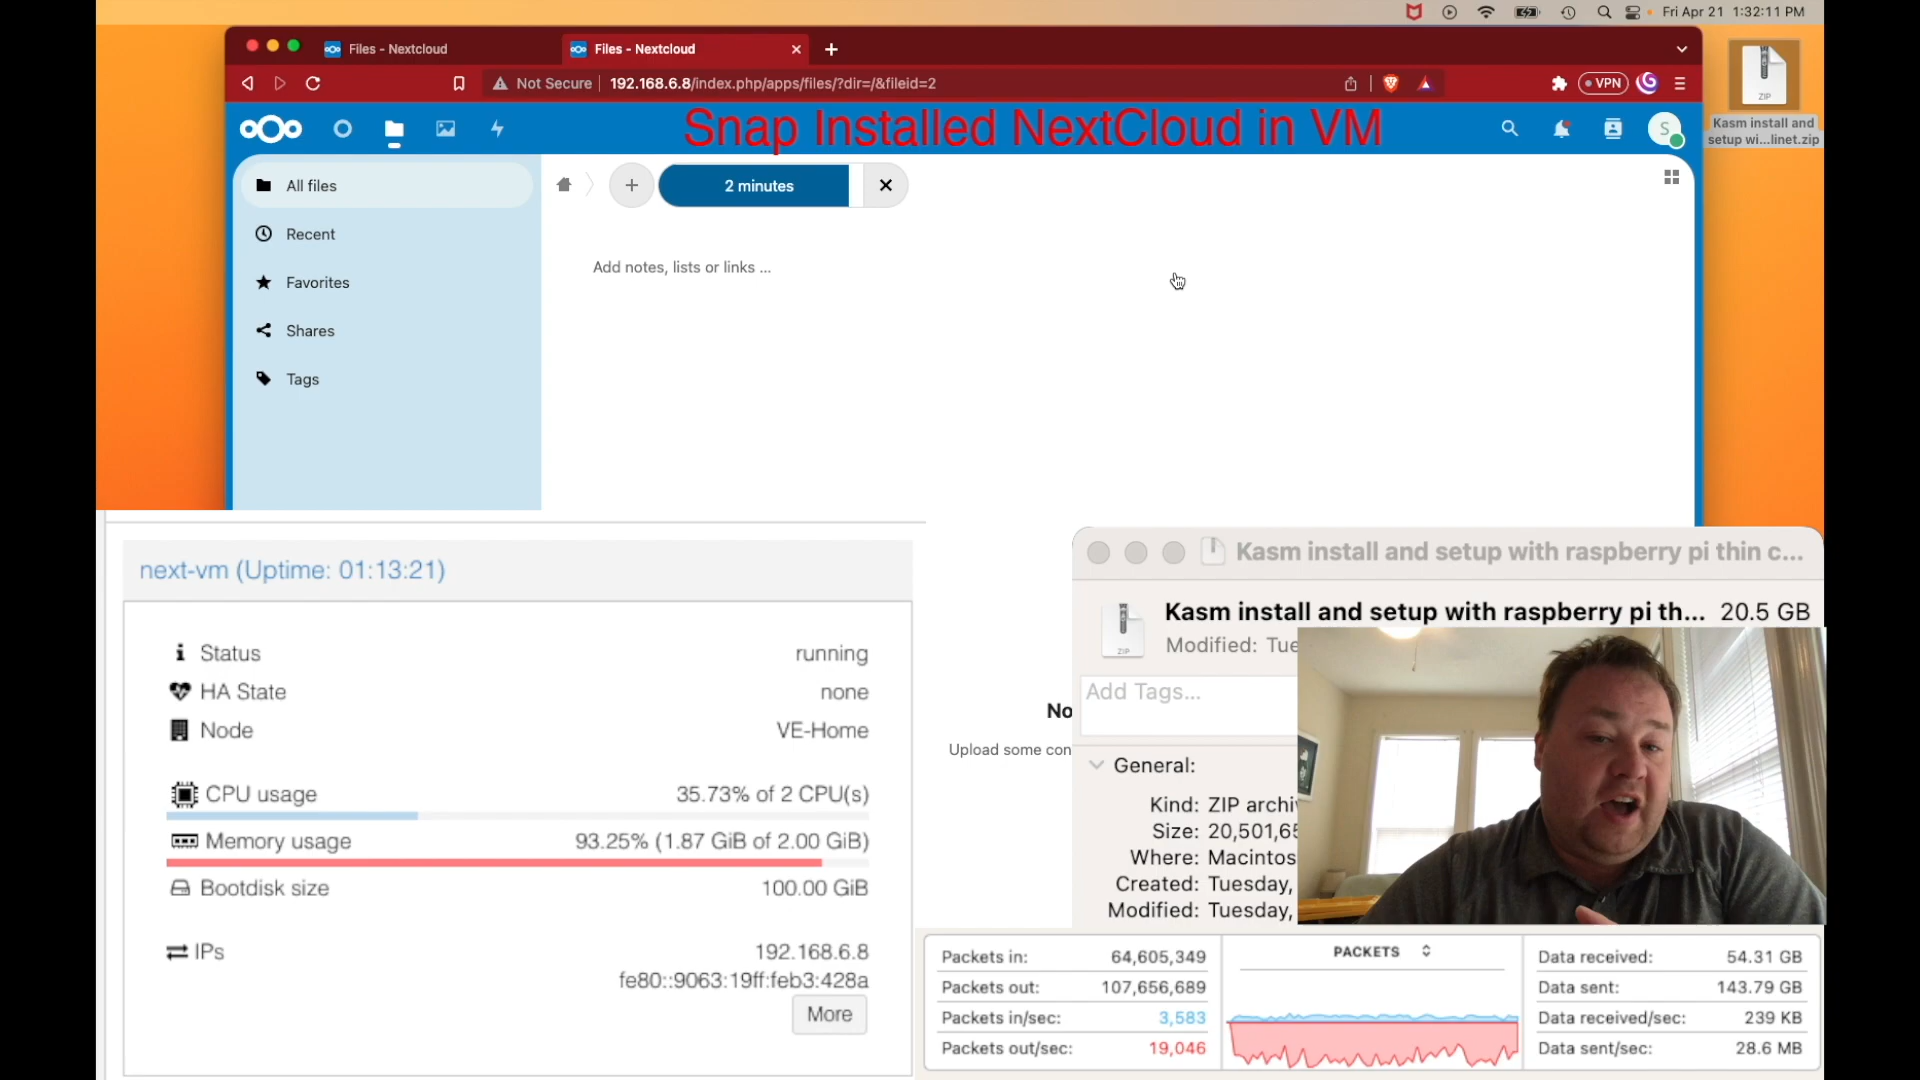 Fri Apr 21 1:32:11 PM
Files - Nextcloud
Files - Nextcloud
Not Secure 192.168.6.8/index.php/apps/files/?dir=/&fileid=2
VPN
ZIP
Kasm install and
setup wi...linet.zip
Snap Installed NextCloud in VM
S
All files
2 minutes
Recent
Add notes, lists or links ...
Favorites
Shares
Tags
next-vm (Uptime: 01:13:21)
Status running
HA State none
Node VE-Home
CPU usage 35.73% of 2 CPU(s)
Memory usage 93.25% (1.87 GiB of 2.00 GiB)
Bootdisk size 100.00 GiB
IPs 192.168.6.8
fe80::9063:19ff:feb3:428a
More
No
Upload some con
Kasm install and setup with raspberry pi thin c...
Kasm install and setup with raspberry pi th... 20.5 GB
ZIP
Modified: Tue
Add Tags...
General:
Kind: ZIP archi
Size: 20,501,65
Where: Macintos
Created: Tuesday,
Modified: Tuesday,
Packets in: 64,605,349
Packets out: 107,656,689
Packets in/sec: 3,583
Packets out/sec: 19,046
PACKETS
Data received: 54.31 GB
Data sent: 143.79 GB
Data received/sec: 239 KB
Data sent/sec: 28.6 MB